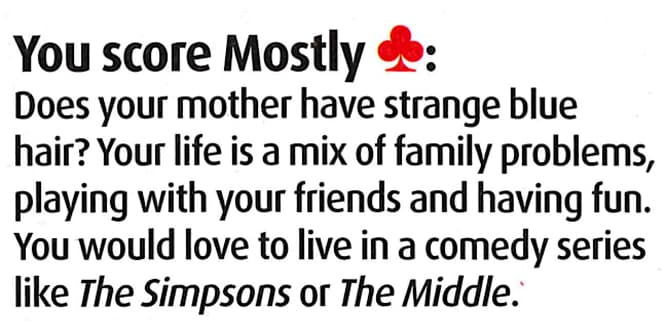 You score Mostly ♣:
Does your mother have strange blue
hair? Your life is a mix of family problems,
playing with your friends and having fun.
You would love to live in a comedy series
like The Simpsons or The Middle.